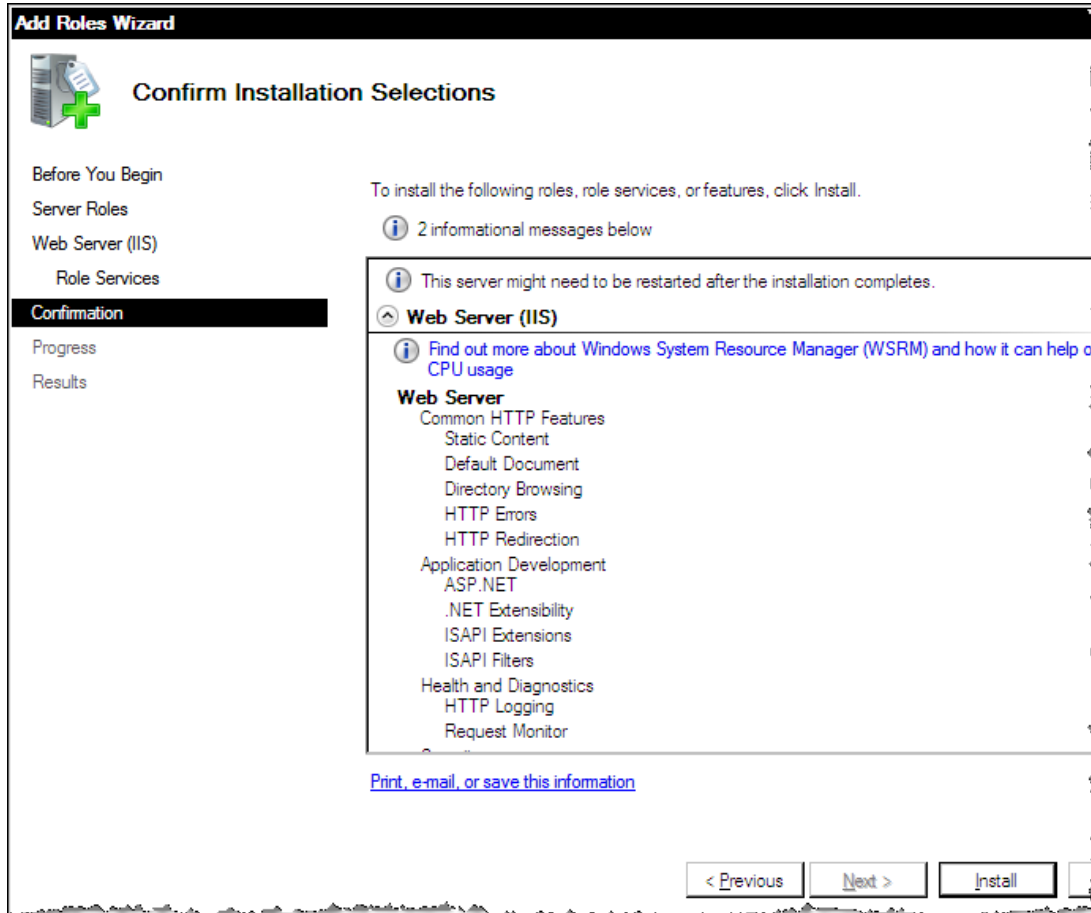 Add Roles Wizard
Confirm Installation Selections
Before You Begin
Server Roles
Web Server (IIS)
Role Services
Confirmation
Progress
Results
To install the following roles, role services, or features, click Install.
2 informational messages below
This server might need to be restarted after the installation completes.
Web Server (IIS)
Find out more about Windows System Resource Manager (WSRM) and how it can help
CPU usage
Web Server
Common HTTP Features
Static Content
Default Document
Directory Browsing
HTTP Errors
HTTP Redirection
Application Development
ASP.NET
.NET Extensibility
ISAPI Extensions
ISAPI Filters
Health and Diagnostics
HTTP Logging
Request Monitor
Print, e-mail, or save this information
< Previous
Next >
Install